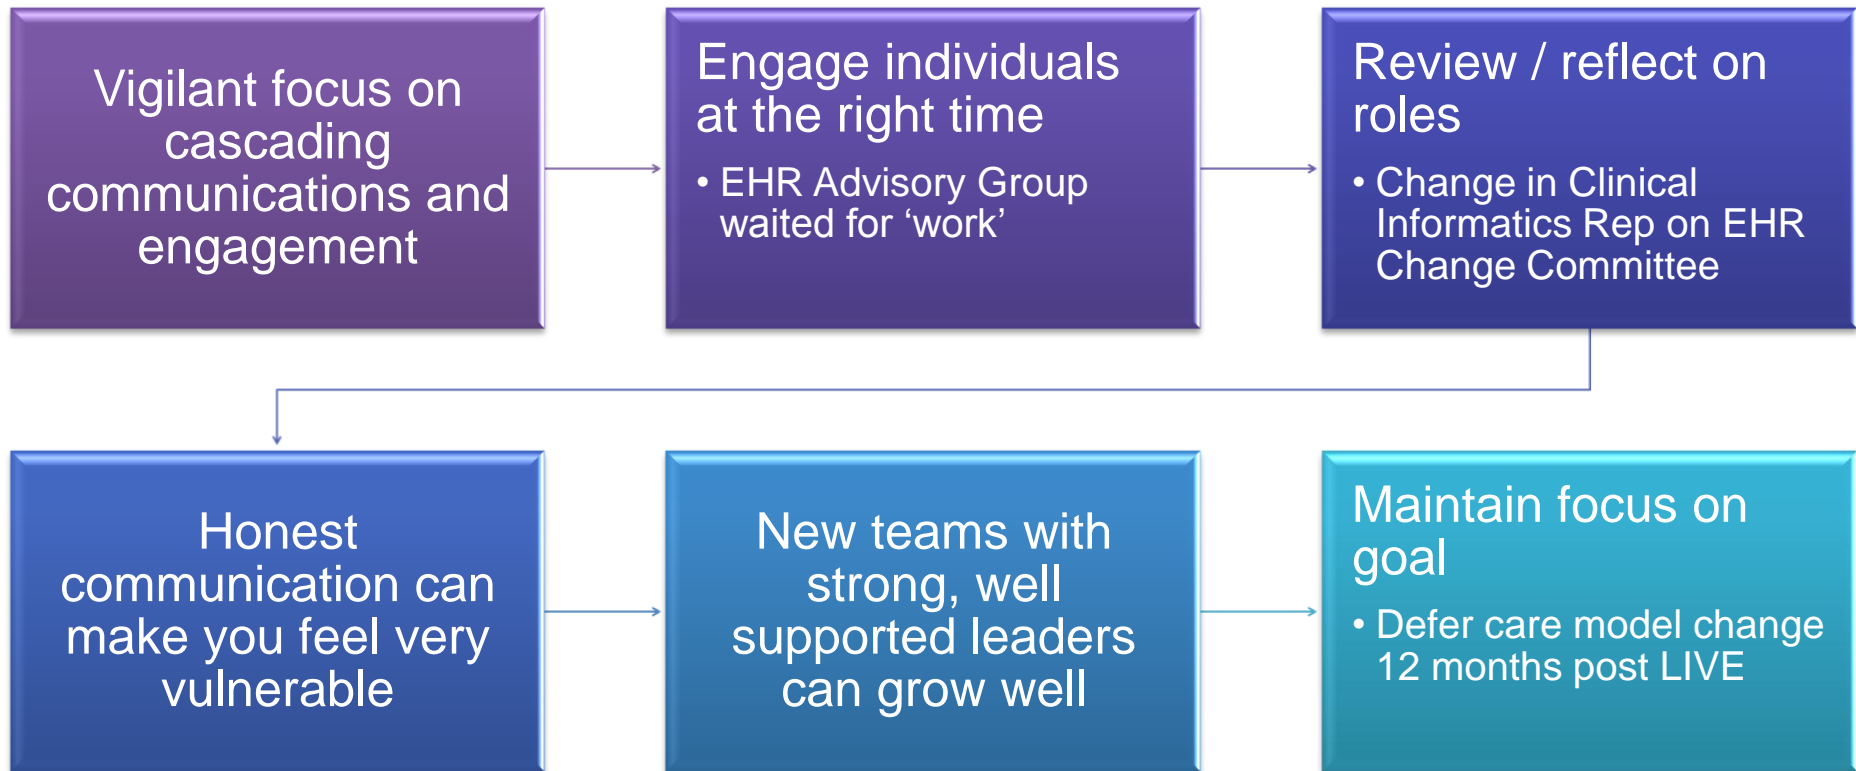 Vigilant focus on
cascading
communications and
engagement
Engage individuals
at the right time
• EHR Advisory Group
waited for ‘work’
Review / reflect on
roles
• Change in Clinical
Informatics Rep on EHR
Change Committee
Honest
communication can
make you feel very
vulnerable
New teams with
strong, well
supported leaders
can grow well
Maintain focus on
goal
• Defer care model change
12 months post LIVE